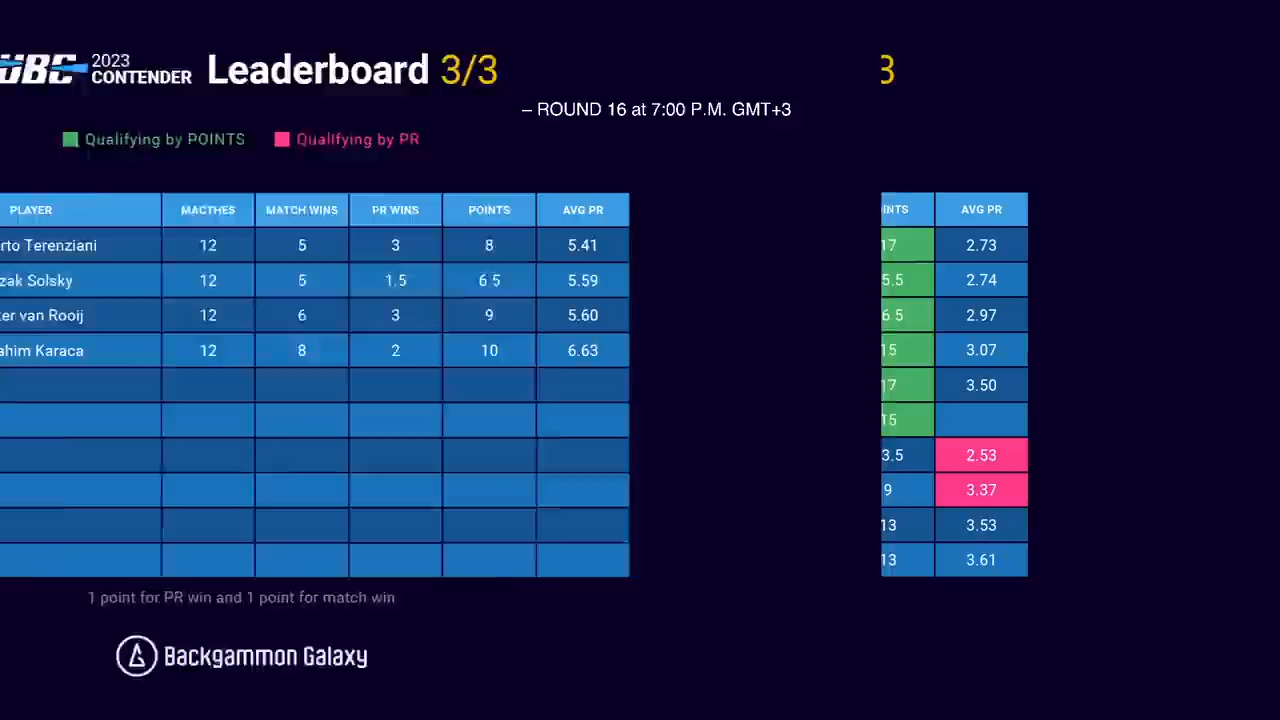 UBC 2023 CONTENDER Leaderboard 3/3
3
– ROUND 16 at 7:00 P.M. GMT+3
Qualifying by POINTS Qualifying by PR
PLAYER MACTHES MATCH WINS PR WINS POINTS AVG PR
rto Terenziani 12 5 3 8 5.41
zak Solsky 12 5 1.5 6 5 5.59
er van Rooij 12 6 3 9 5.60
ahim Karaca 12 8 2 10 6.63
INTS AVG PR
17 2.73
5.5 2.74
6 5 2.97
15 3.07
17 3.50
15
3.5 2.53
9 3.37
13 3.53
13 3.61
1 point for PR win and 1 point for match win
Backgammon Galaxy